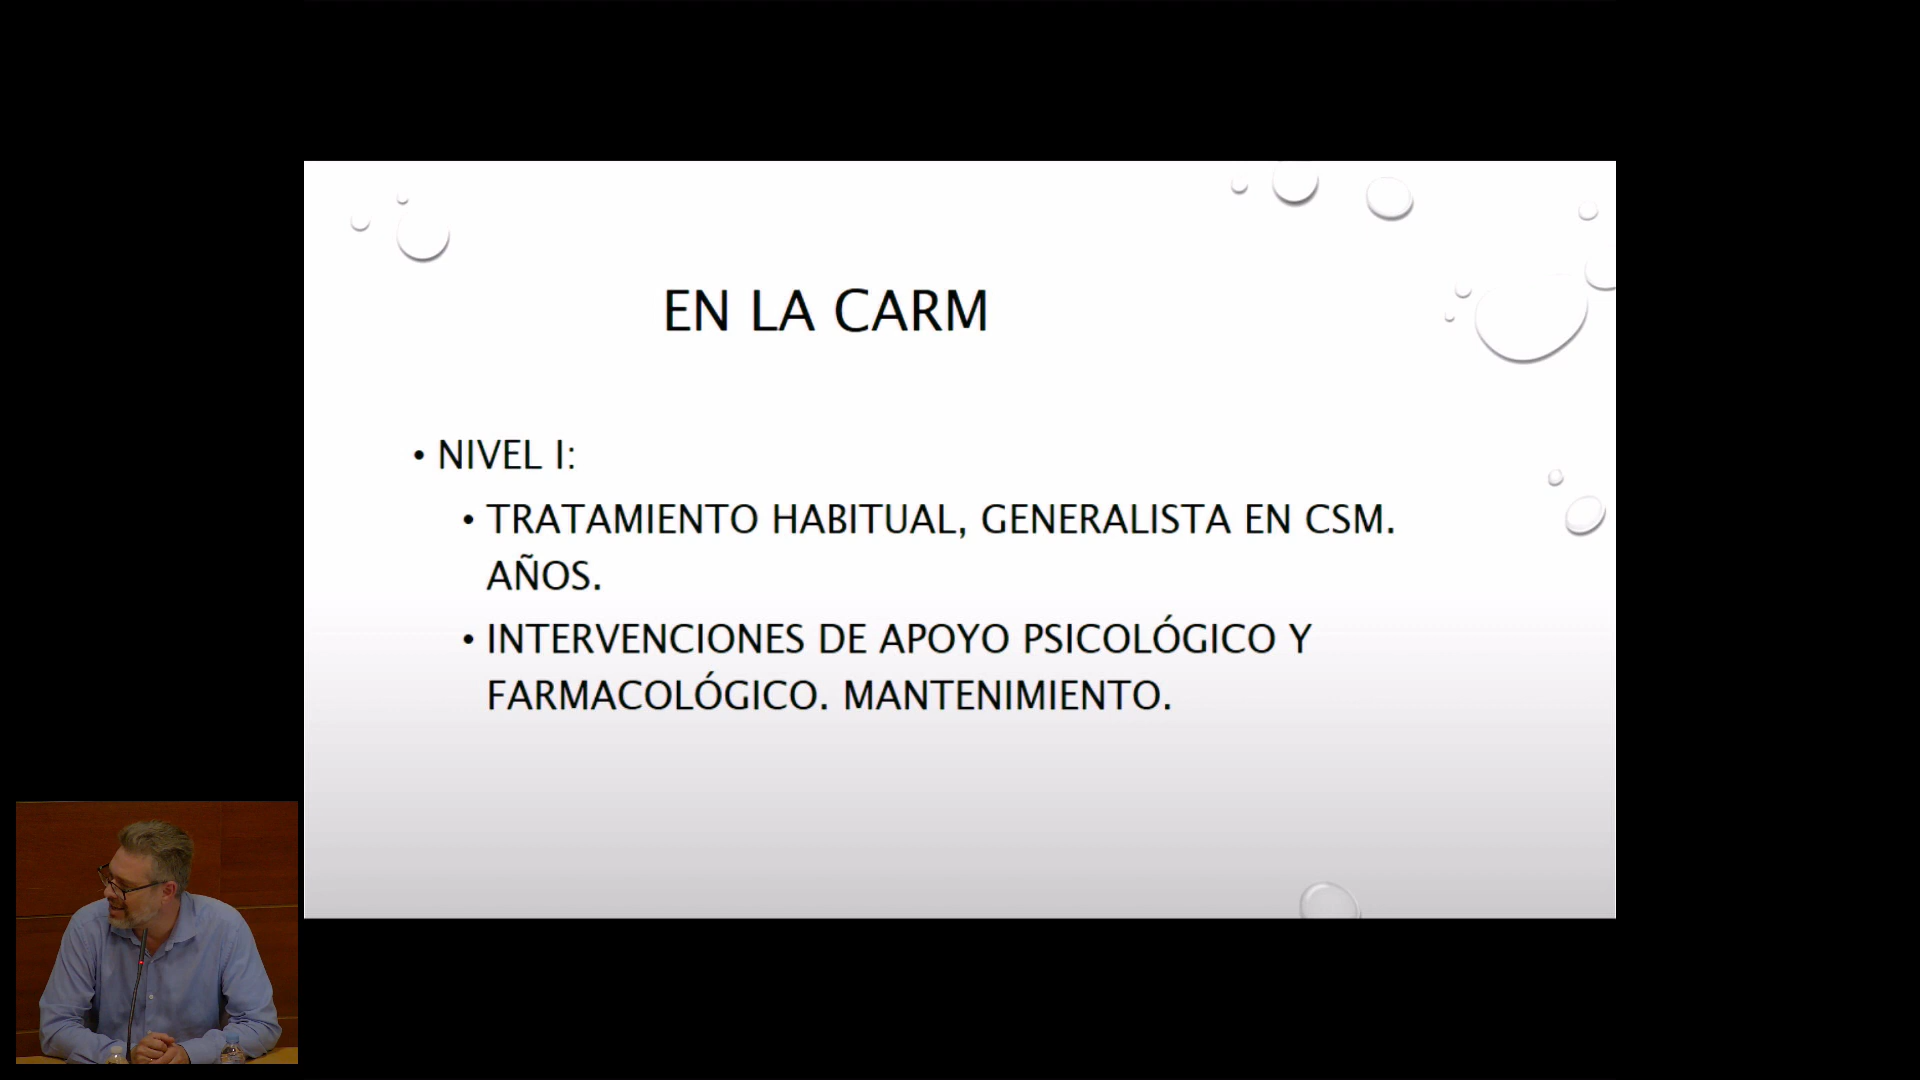 EN LA CARM
• NIVEL I:
• TRATAMIENTO HABITUAL, GENERALISTA EN CSM.
AÑOS.
• INTERVENCIONES DE APOYO PSICOLÓGICO Y
FARMACOLÓGICO. MANTENIMIENTO.